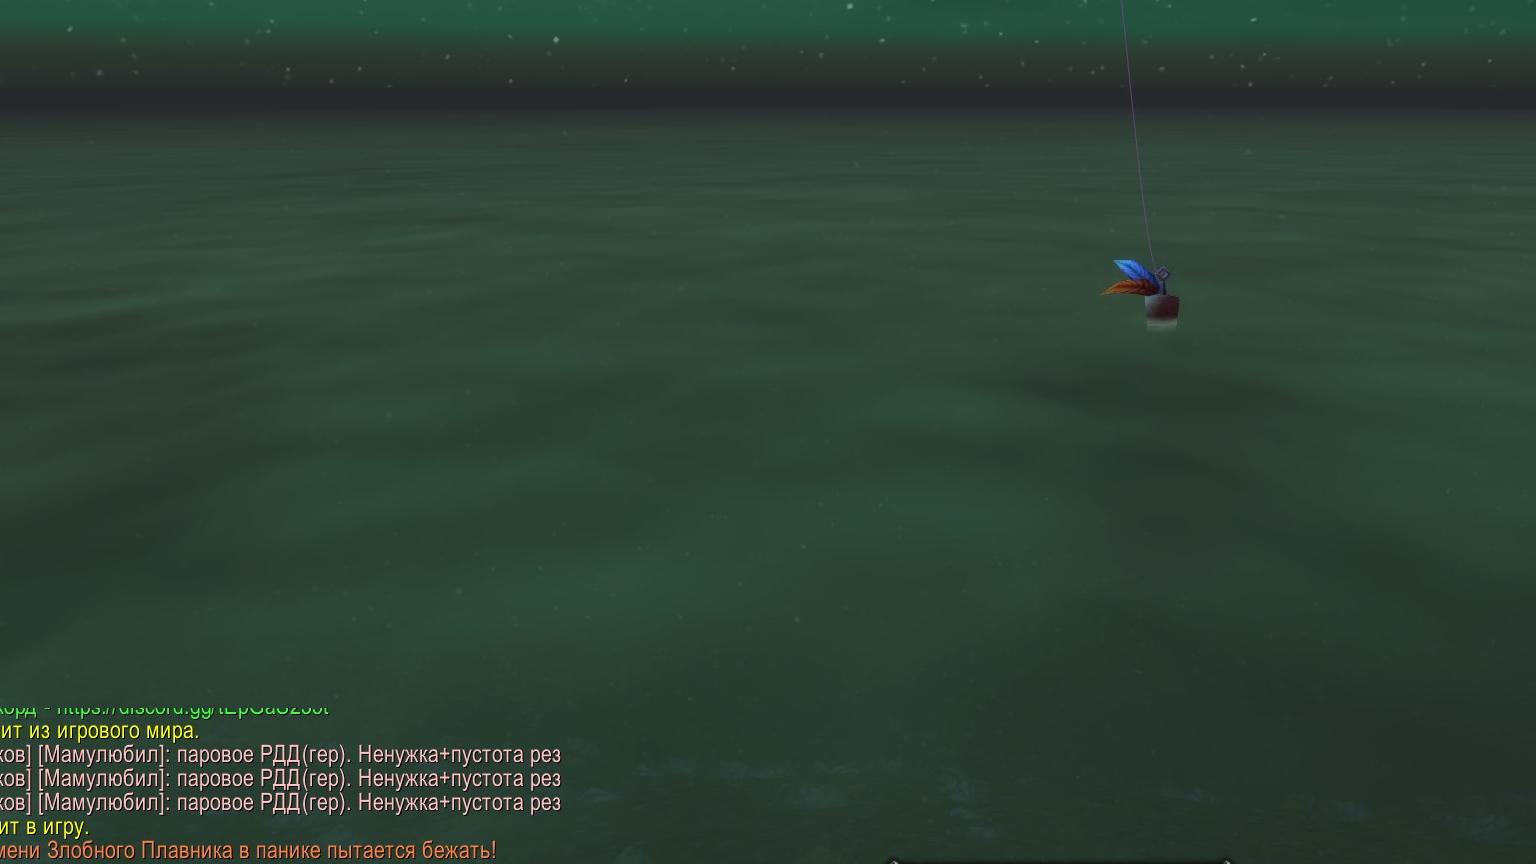 ит из игрового мира.
ков] [Мамулюбил]: паровое РДД(гер). Ненужка+пустота рез
ков] [Мамулюбил]: паровое РДД(гер). Ненужка+пустота рез
ков] [Мамулюбил]: паровое РДД(гер). Ненужка+пустота рез
ит в игру.
мени Злобного Плавника в панике пытается бежать!